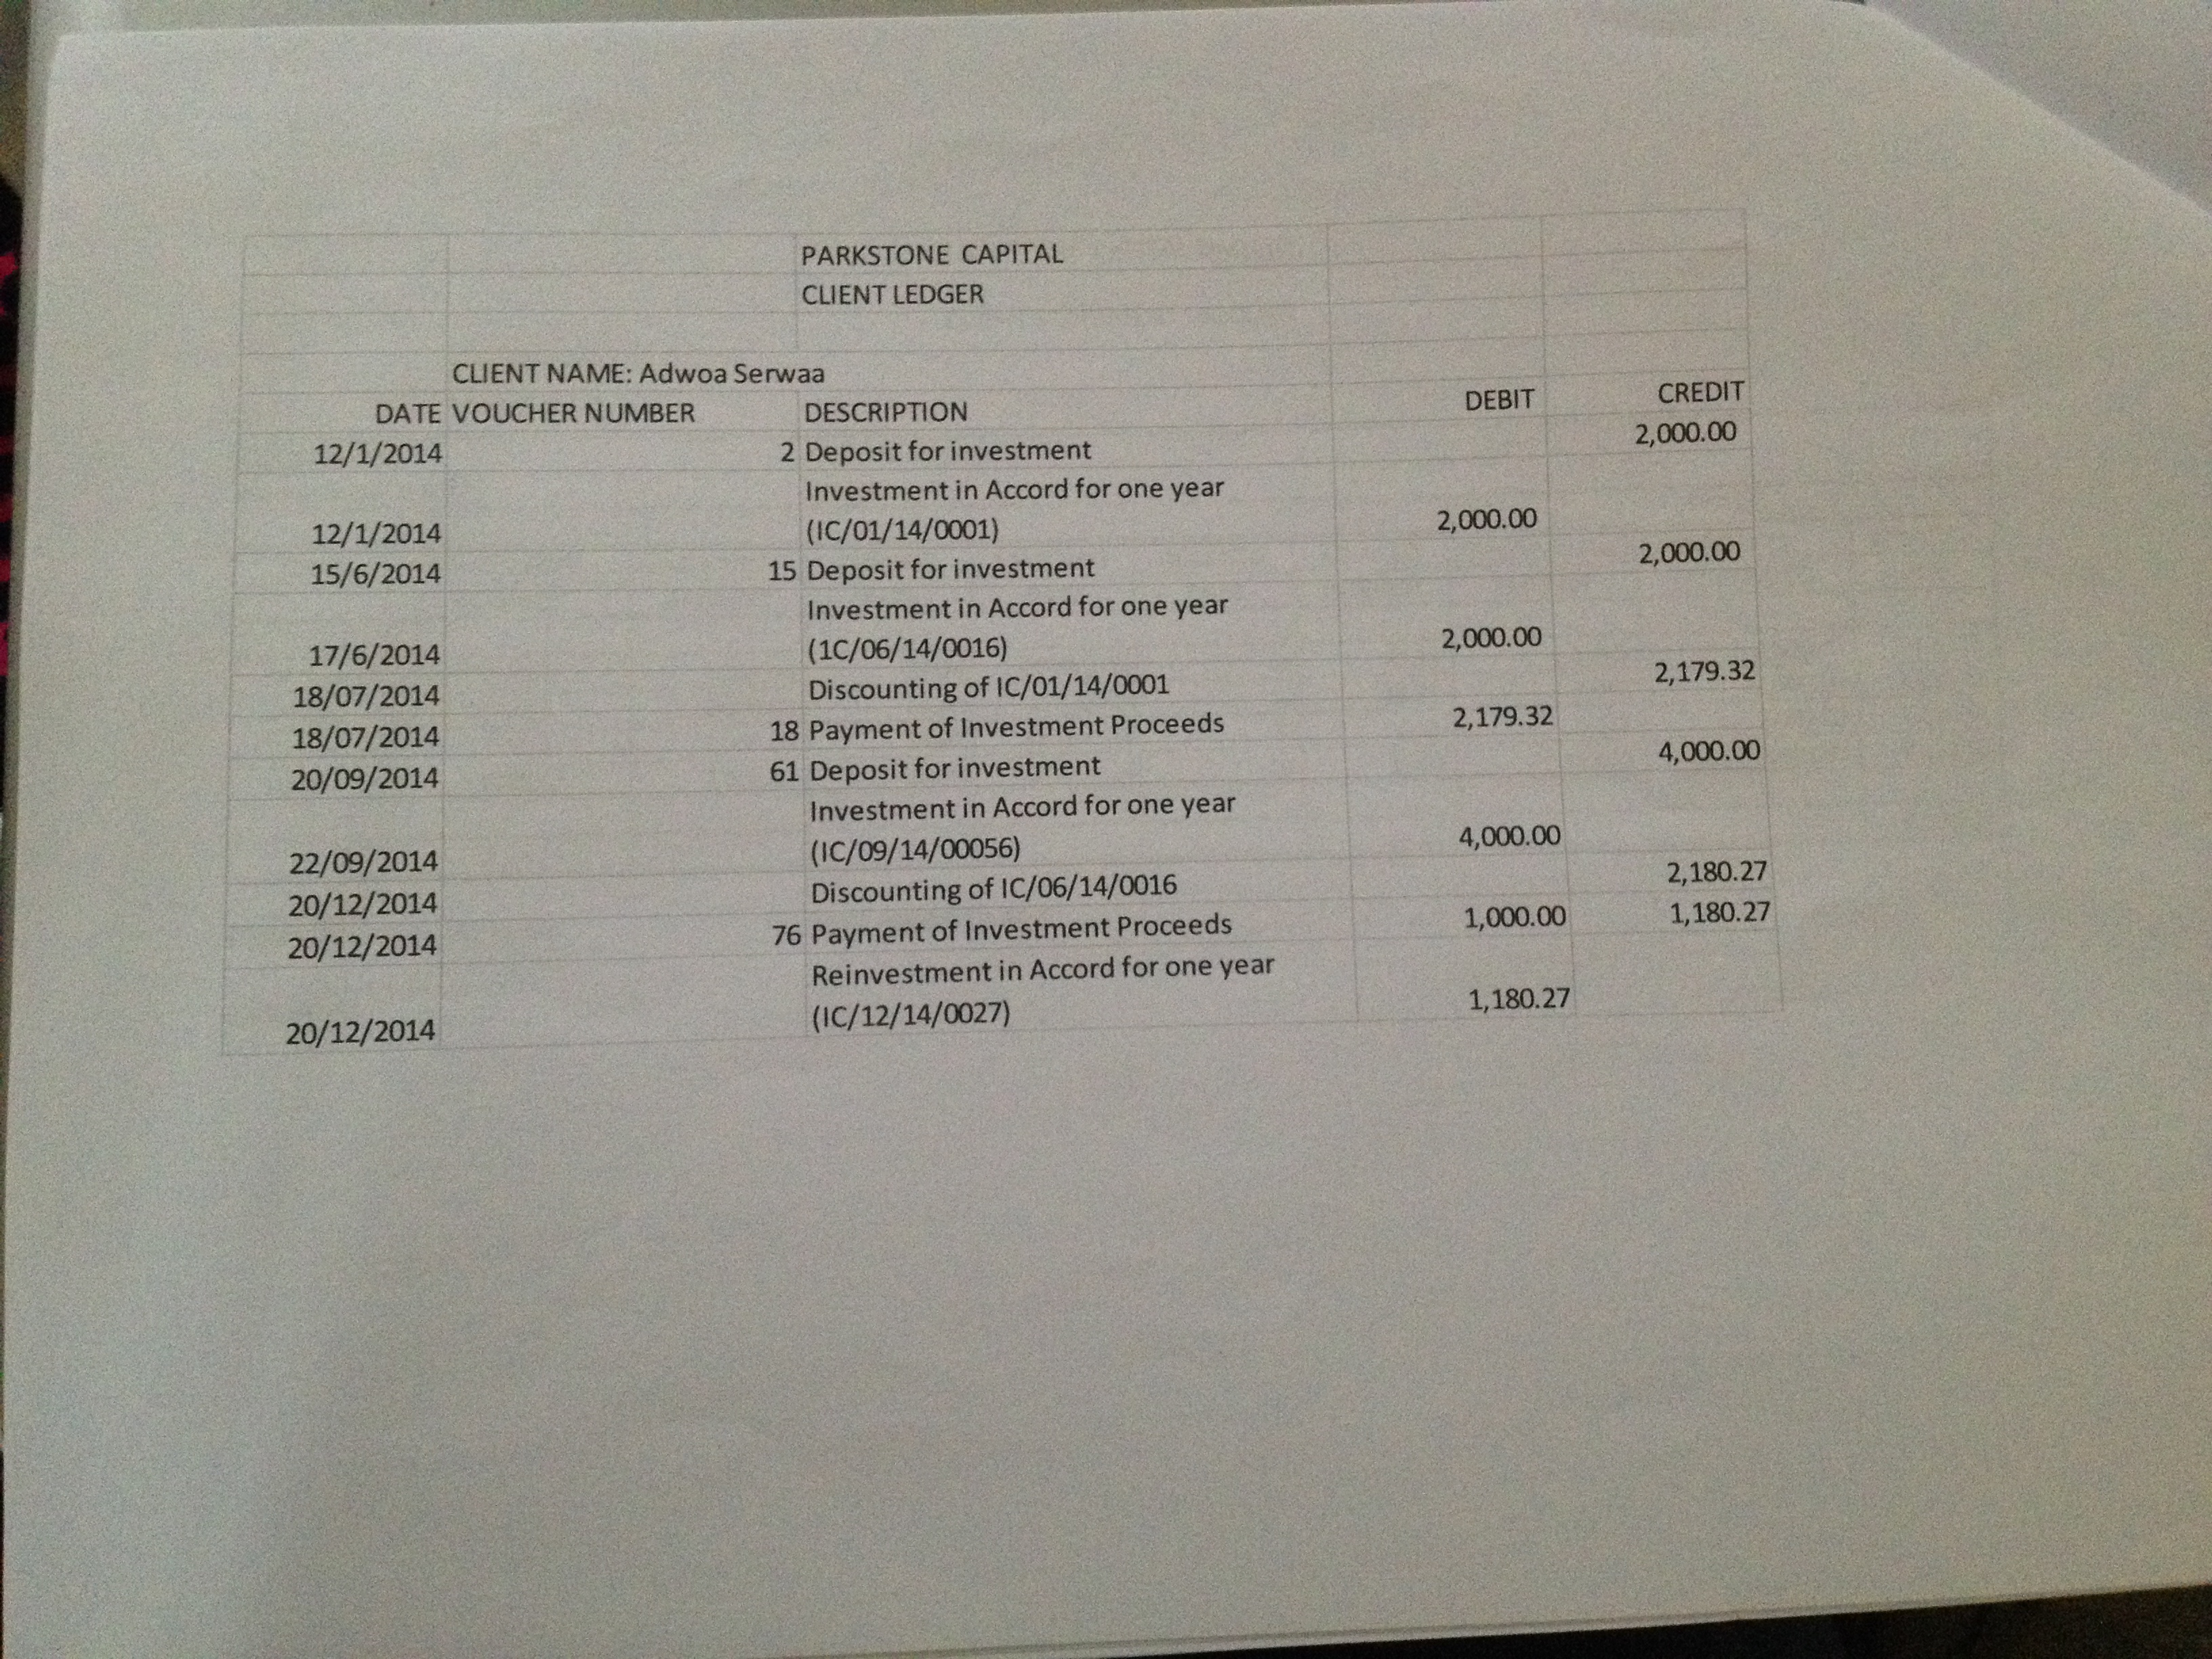 PARKSTONE CAPITAL
CLIENT LEDGER
CLIENT NAME: Adwoa Serwaa
DATE VOUCHER NUMBER DESCRIPTION DEBIT CREDIT
12/1/2014 2 Deposit for investment 2,000.00
Investment in Accord for one year
12/1/2014 (IC/01/14/0001) 2,000.00
15/6/2014 15 Deposit for investment 2,000.00
Investment in Accord for one year
17/6/2014 (1C/06/14/0016) 2,000.00
18/07/2014 Discounting of IC/01/14/0001 2,179.32
18/07/2014 18 Payment of Investment Proceeds 2,179.32
20/09/2014 61 Deposit for investment 4,000.00
Investment in Accord for one year
22/09/2014 (IC/09/14/00056) 4,000.00
20/12/2014 Discounting of IC/06/14/0016 2,180.27
20/12/2014 76 Payment of Investment Proceeds 1,000.00 1,180.27
Reinvestment in Accord for one year
20/12/2014 (IC/12/14/0027) 1,180.27